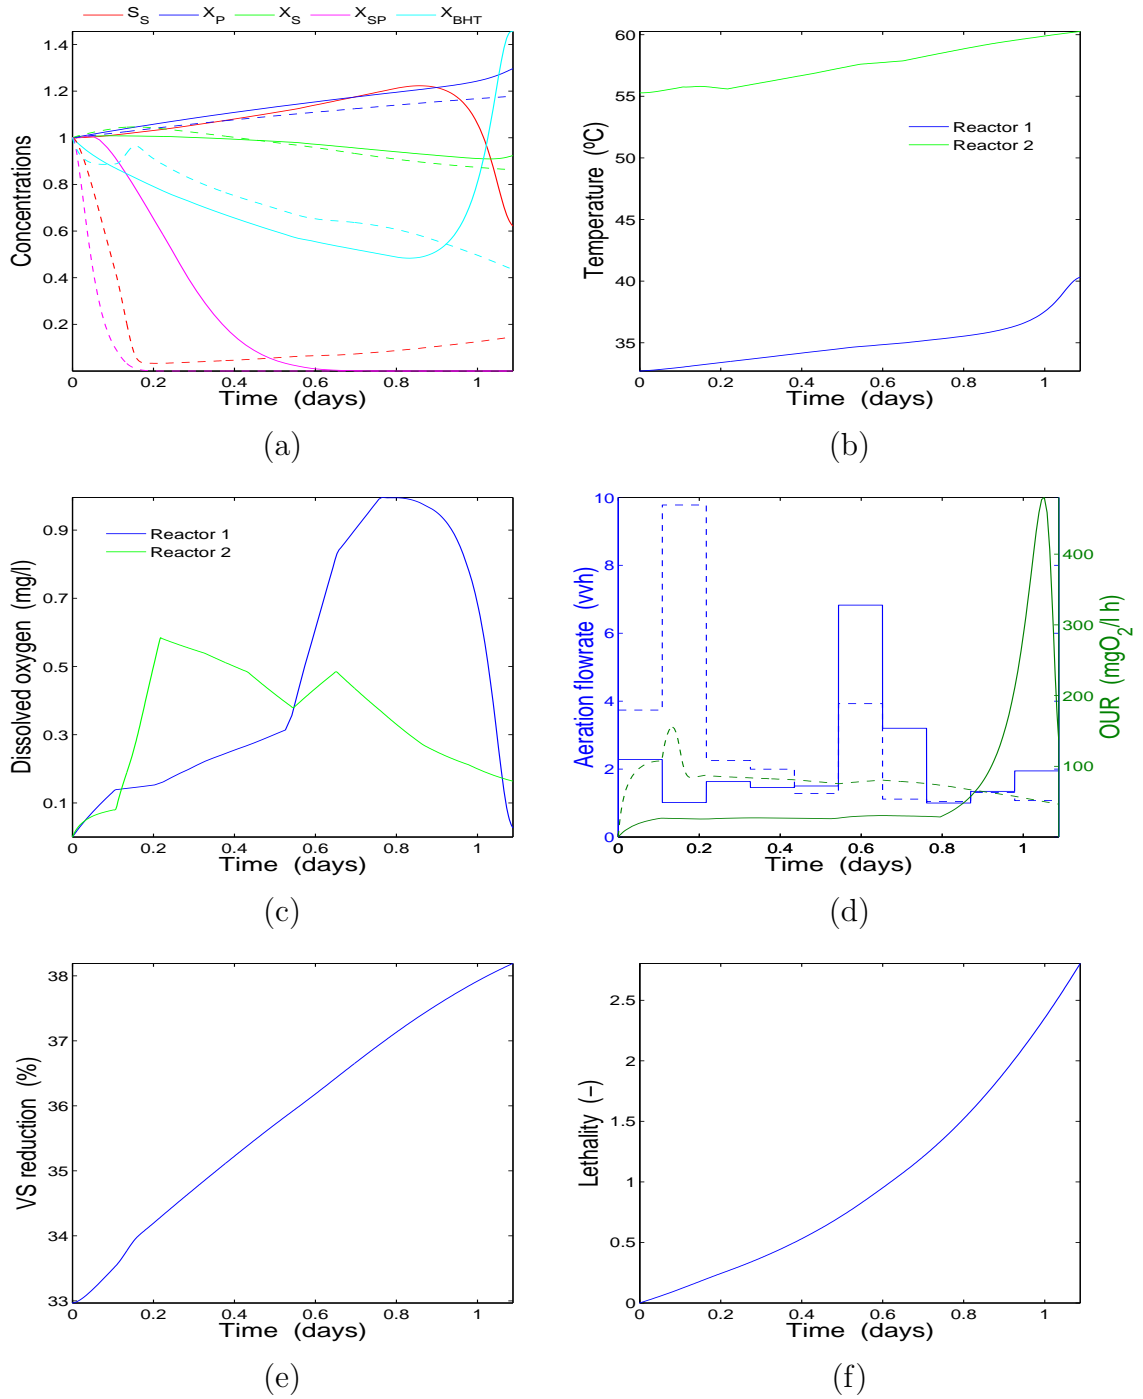 S_S X_P X_S X_SP X_BHT
1.4
1.2
1
0.8
0.6
0.4
0.2
Concentrations
0 0.2 0.4 0.6 0.8 1
Time (days)
(a)
60
55
50
45
40
35
Temperature (ºC)
Reactor 1
Reactor 2
0 0.2 0.4 0.6 0.8 1
Time (days)
(b)
0.9
0.7
0.5
0.3
0.1
Dissolved oxygen (mg/l)
Reactor 1
Reactor 2
0 0.2 0.4 0.6 0.8 1
Time (days)
(c)
10
8
6
4
2
0
Aeration flowrate (vvh)
400
300
200
100
OUR (mgO_2/l h)
0 0.2 0.4 0.6 0.8 1
Time (days)
(d)
38
37
36
35
34
33
VS reduction (%)
0 0.2 0.4 0.6 0.8 1
Time (days)
(e)
2.5
2
1.5
1
0.5
0
Lethality (−)
0 0.2 0.4 0.6 0.8 1
Time (days)
(f)